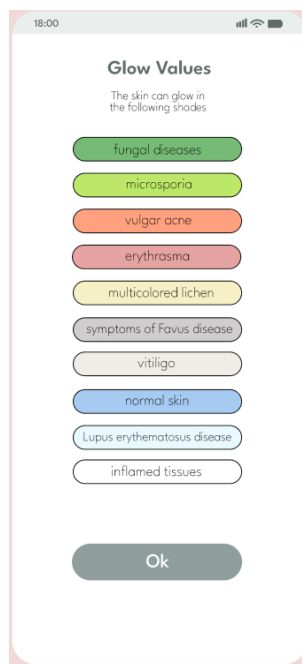 18:00
Glow Values
The skin can glow in
the following shades
fungal diseases
microsporia
vulgar acne
erythrasma
multicolored lichen
symptoms of Favus disease
vitiligo
normal skin
Lupus erythematosus disease
inflamed tissues
Ok